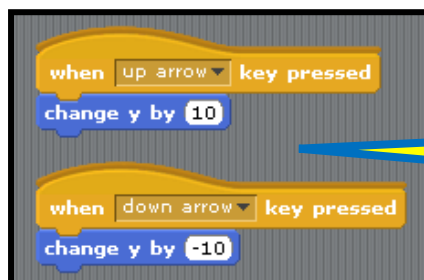 when up arrow key pressed
change y by 10
when down arrow key pressed
change y by -10